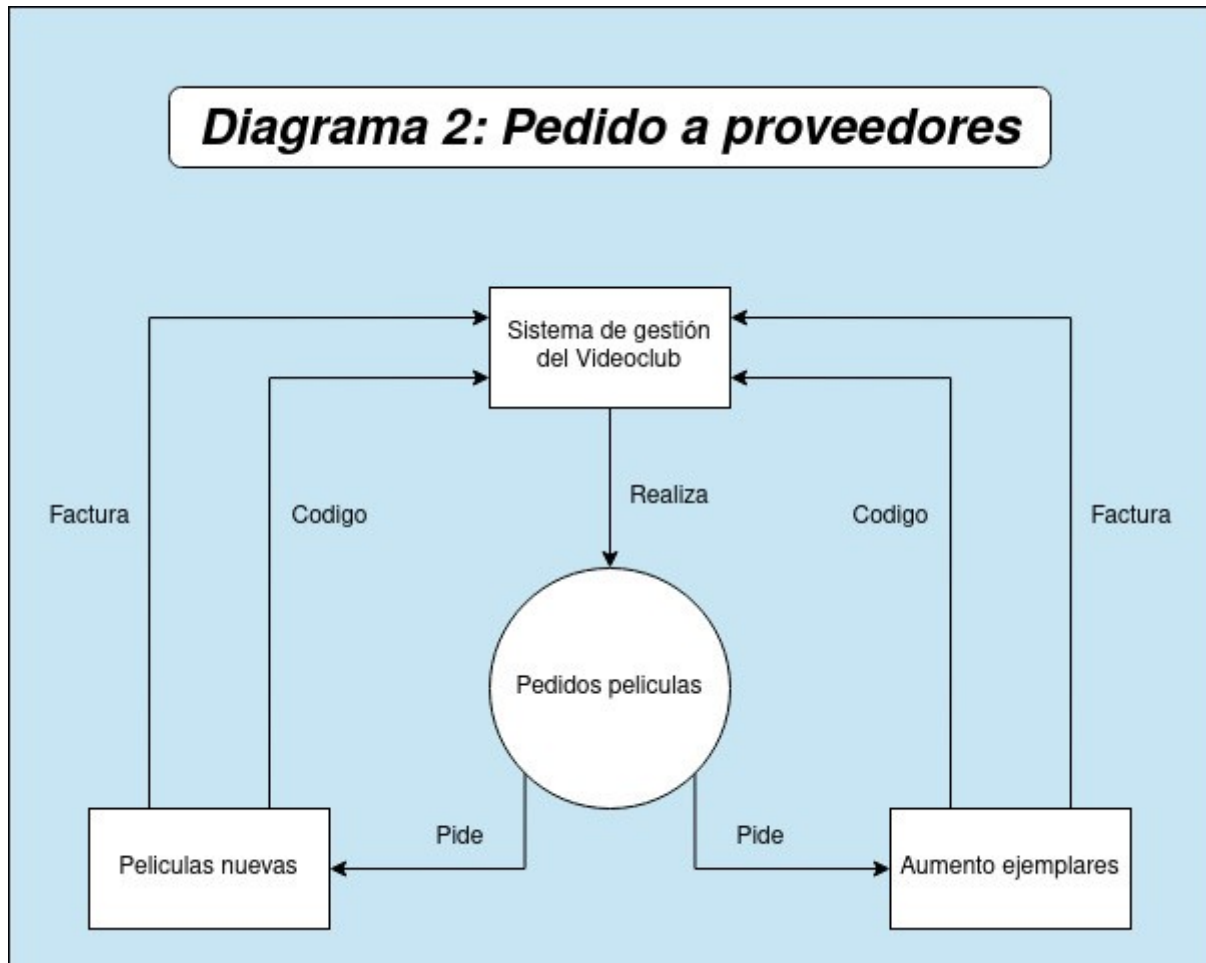 Diagrama 2: Pedido a proveedores
Sistema de gestión
del Videoclub
Realiza
Factura
Codigo
Codigo
Factura
Pedidos peliculas
Pide
Pide
Peliculas nuevas
Aumento ejemplares